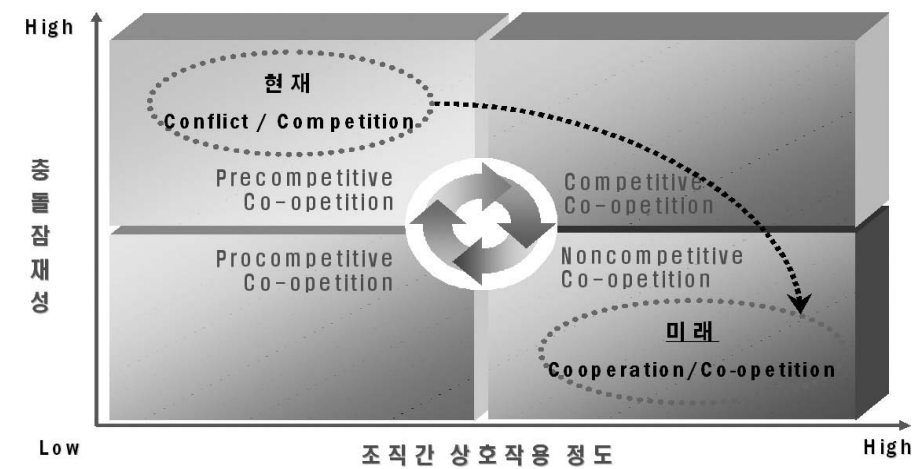 High
현재
Conflict / Competition
Precompetitive
Co-opetition
Competitive
Co-opetition
충돌잠재성
Procompetitive
Co-opetition
Noncompetitive
Co-opetition
미래
Cooperation/Co-opetition
Low
조직간 상호작용 정도
High